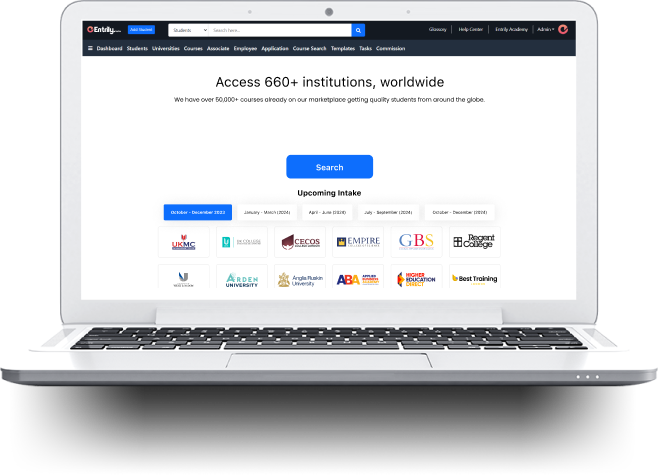 Entrily
Add Student
Students
Search here...
Glossary
Help Center
Entrily Academy
Admin
Dashboard
Students
Universities
Courses
Associate
Employee
Application
Course Search
Templates
Tasks
Commission
Access 660+ institutions, worldwide
We have over 50,000+ courses already on our marketplace getting quality students from around the globe.
Search
Upcoming Intake
October - December 2023
January - March (2024)
April - June (2024)
July - September (2024)
October - December (2024)
UKMC
CECOS
EMPIRE
GBS
Regent
College
ARDEN
UNIVERSITY
Anglia Ruskin
University
ABA
APPLIED
BUSINESS
HIGHER
EDUCATION
DIRECT
Best Training